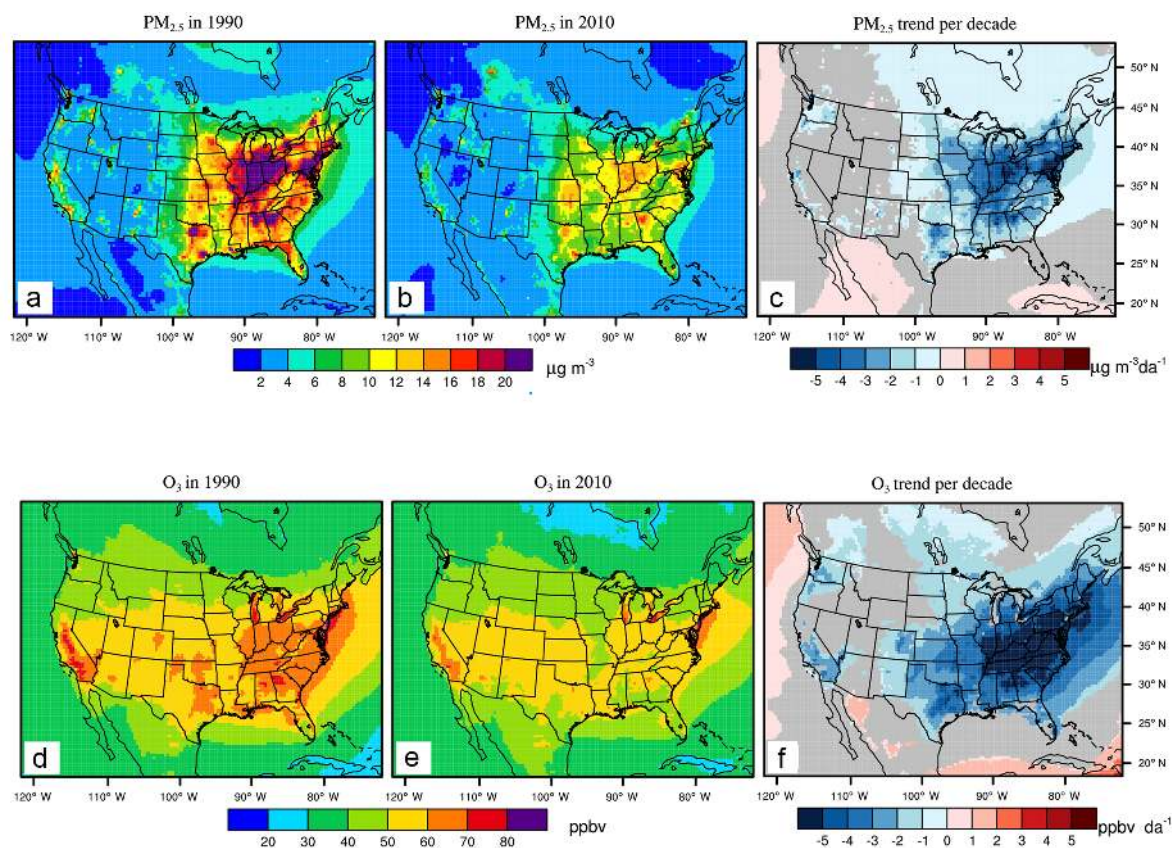 PM2.5 in 1990 PM2.5 in 2010 PM2.5 trend per decade
50° N
45° N
40° N
35° N
30° N
25° N
20° N
a b c
120° W 110° W 100° W 90° W 80° W 120° W 110° W 100° W 90° W 80° W 120° W 110° W 100° W 90° W 80° W
2 4 6 8 10 12 14 16 18 20 μg m⁻³ -5 -4 -3 -2 -1 0 1 2 3 4 5 μg m⁻³da⁻¹
O3 in 1990 O3 in 2010 O3 trend per decade
50° N
45° N
40° N
35° N
30° N
25° N
20° N
d e f
120° W 110° W 100° W 90° W 80° W 120° W 110° W 100° W 90° W 80° W 120° W 110° W 100° W 90° W 80° W
20 30 40 50 60 70 80 ppbv -5 -4 -3 -2 -1 0 1 2 3 4 5 ppbv da⁻¹